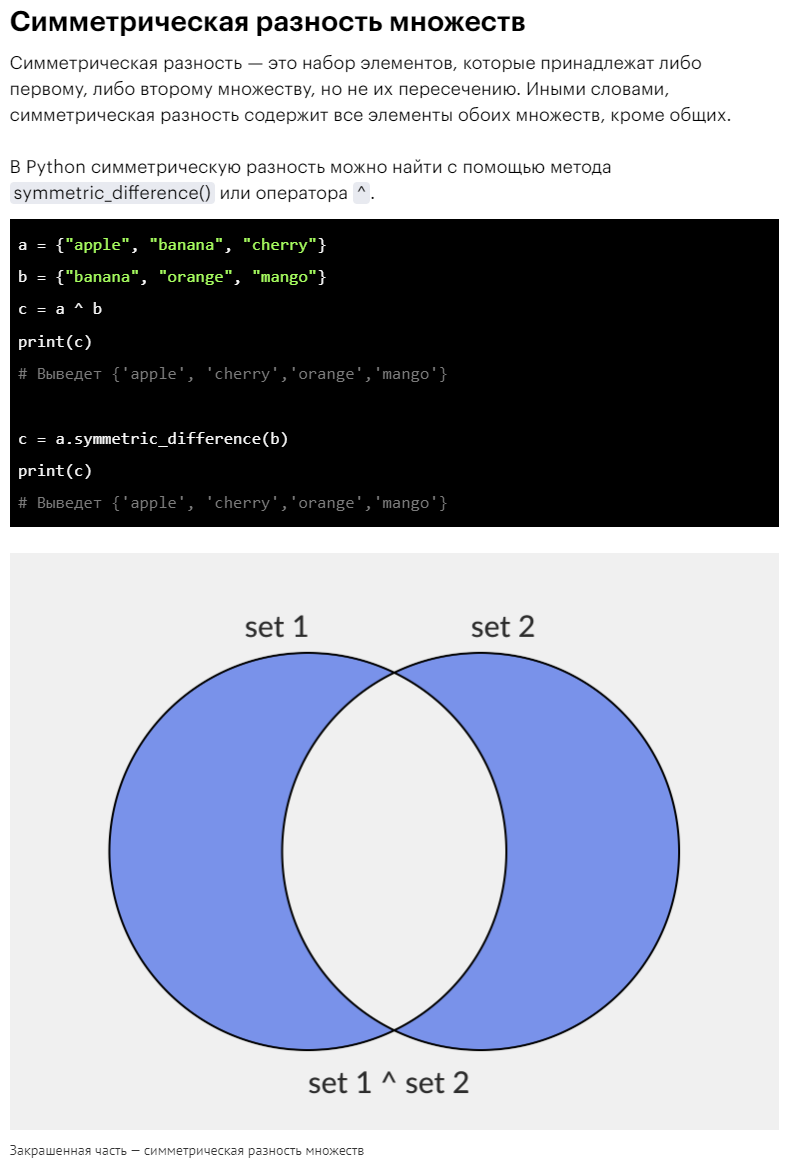 Симметрическая разность множеств
Симметрическая разность — это набор элементов, которые принадлежат либо
первому, либо второму множеству, но не их пересечению. Иными словами,
симметрическая разность содержит все элементы обоих множеств, кроме общих.
В Python симметрическую разность можно найти с помощью метода
symmetric_difference() или оператора ^.
a = {"apple", "banana", "cherry"}
b = {"banana", "orange", "mango"}
c = a ^ b
print(c)
# Выведет {'apple', 'cherry','orange','mango'}
c = a.symmetric_difference(b)
print(c)
# Выведет {'apple', 'cherry','orange','mango'}
set 1
set 2
set 1 ^ set 2
Закрашенная часть — симметрическая разность множеств